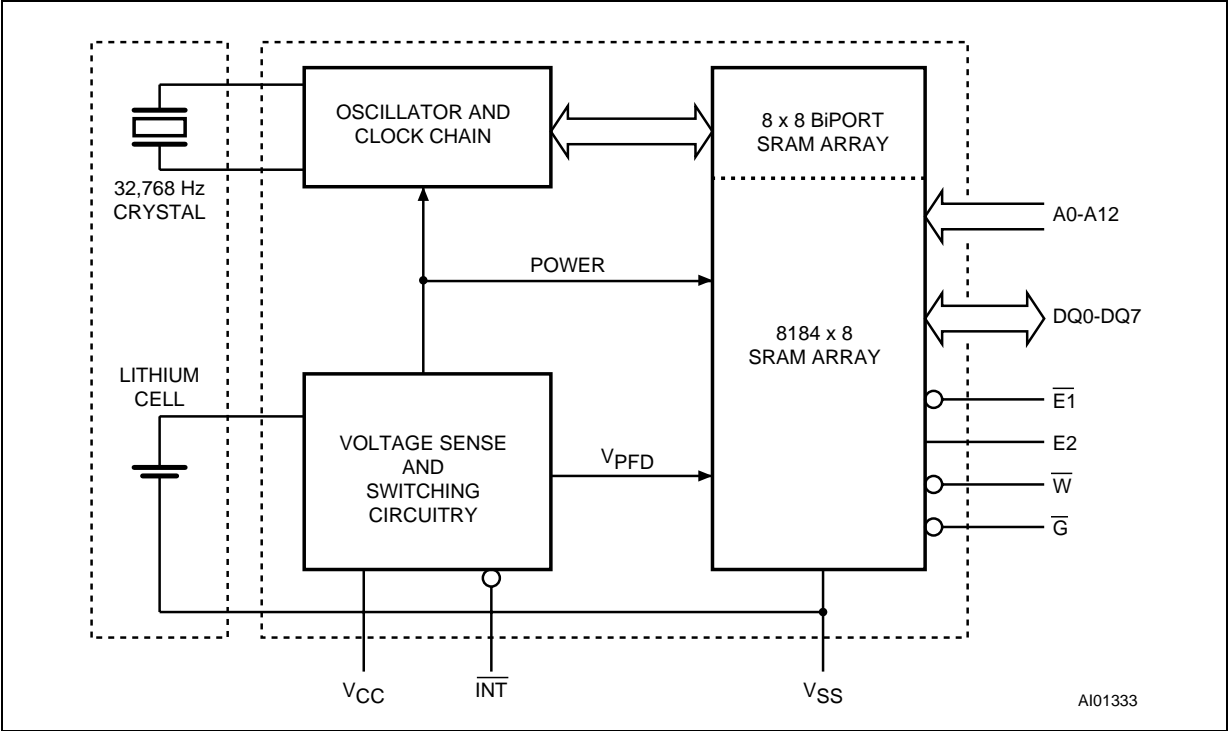 OSCILLATOR AND
CLOCK CHAIN
8 x 8 BiPORT
SRAM ARRAY
32,768 Hz
CRYSTAL
A0-A12
POWER
DQ0-DQ7
8184 x 8
SRAM ARRAY
LITHIUM
CELL
E1
VOLTAGE SENSE
AND
SWITCHING
CIRCUITRY
VPFD
E2
W
G
VCC
INT
VSS
AI01333